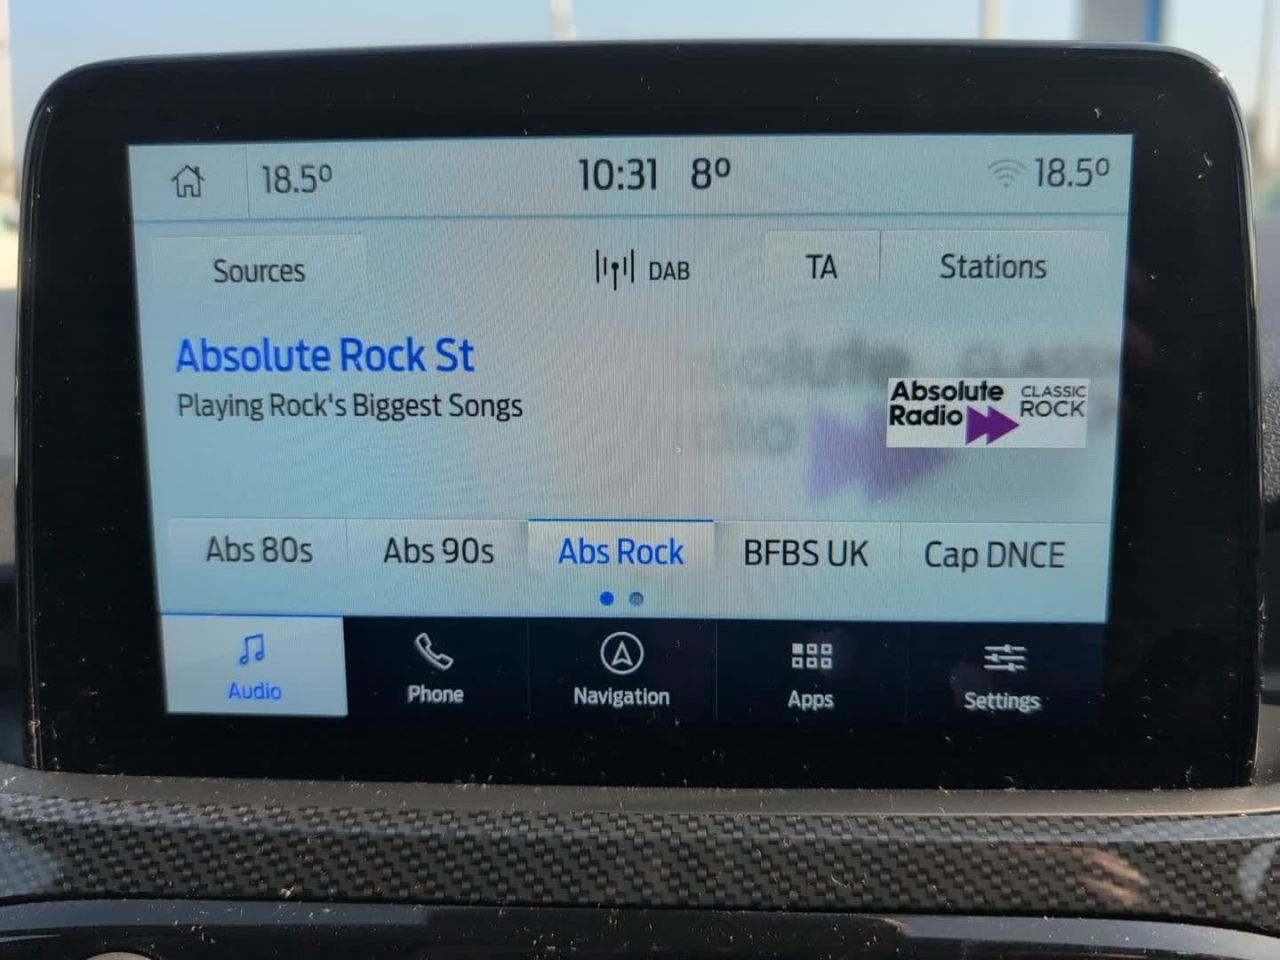 18.5° 10:31 8° 18.5°
Sources DAB TA Stations
Absolute Rock St
Playing Rock's Biggest Songs
Absolute Radio
CLASSIC ROCK
Abs 80s Abs 90s Abs Rock BFBS UK Cap DNCE
Audio Phone Navigation Apps Settings